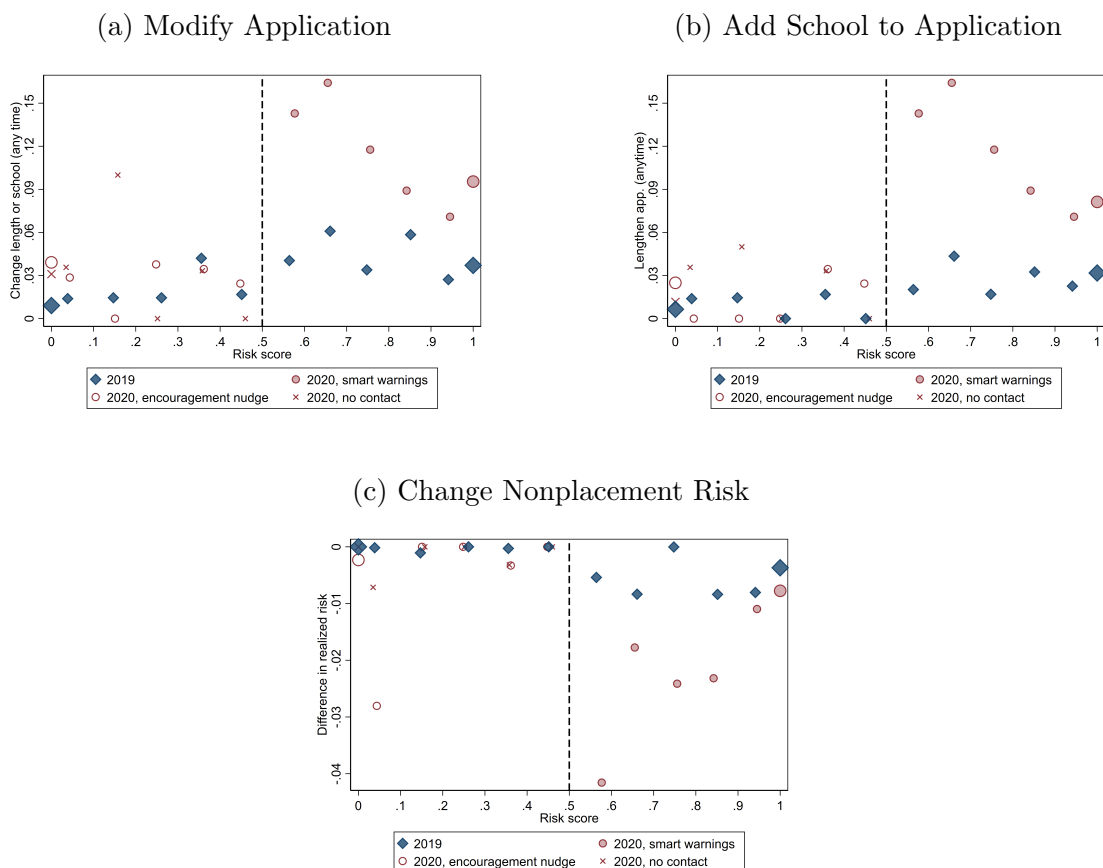 (a) Modify Application
Change length or school (any time)
0 .03 .06 .09 .12 .15
0 .1 .2 .3 .4 .5 .6 .7 .8 .9 1
Risk score
2019 2020, smart warnings
2020, encouragement nudge 2020, no contact
(b) Add School to Application
Lengthen app. (anytime)
0 .03 .06 .09 .12 .15
0 .1 .2 .3 .4 .5 .6 .7 .8 .9 1
Risk score
2019 2020, smart warnings
2020, encouragement nudge 2020, no contact
(c) Change Nonplacement Risk
Difference in realized risk
-.04 -.03 -.02 -.01 0
0 .1 .2 .3 .4 .5 .6 .7 .8 .9 1
Risk score
2019 2020, smart warnings
2020, encouragement nudge 2020, no contact